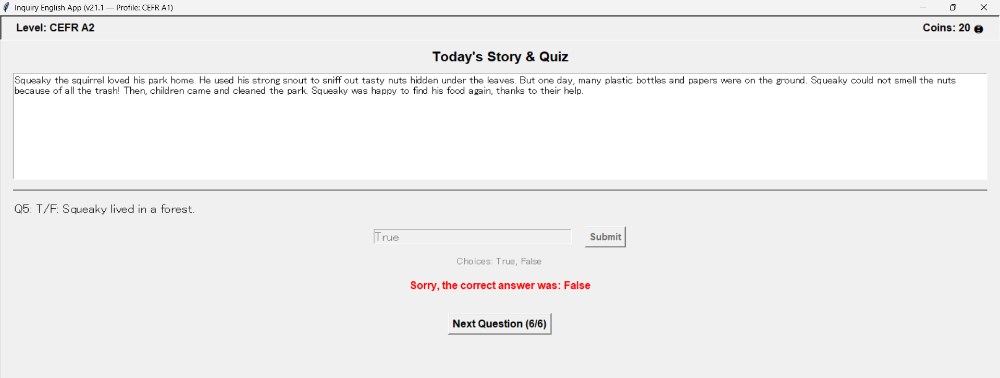 Inquiry English App (v21.1 — Profile: CEFR A1)
Level: CEFR A2
Coins: 20
Today's Story & Quiz
Squeaky the squirrel loved his park home. He used his strong snout to sniff out tasty nuts hidden under the leaves. But one day, many plastic bottles and papers were on the ground. Squeaky could not smell the nuts
because of all the trash! Then, children came and cleaned the park. Squeaky was happy to find his food again, thanks to their help.
Q5: T/F: Squeaky lived in a forest.
True
Submit
Choices: True, False
Sorry, the correct answer was: False
Next Question (6/6)